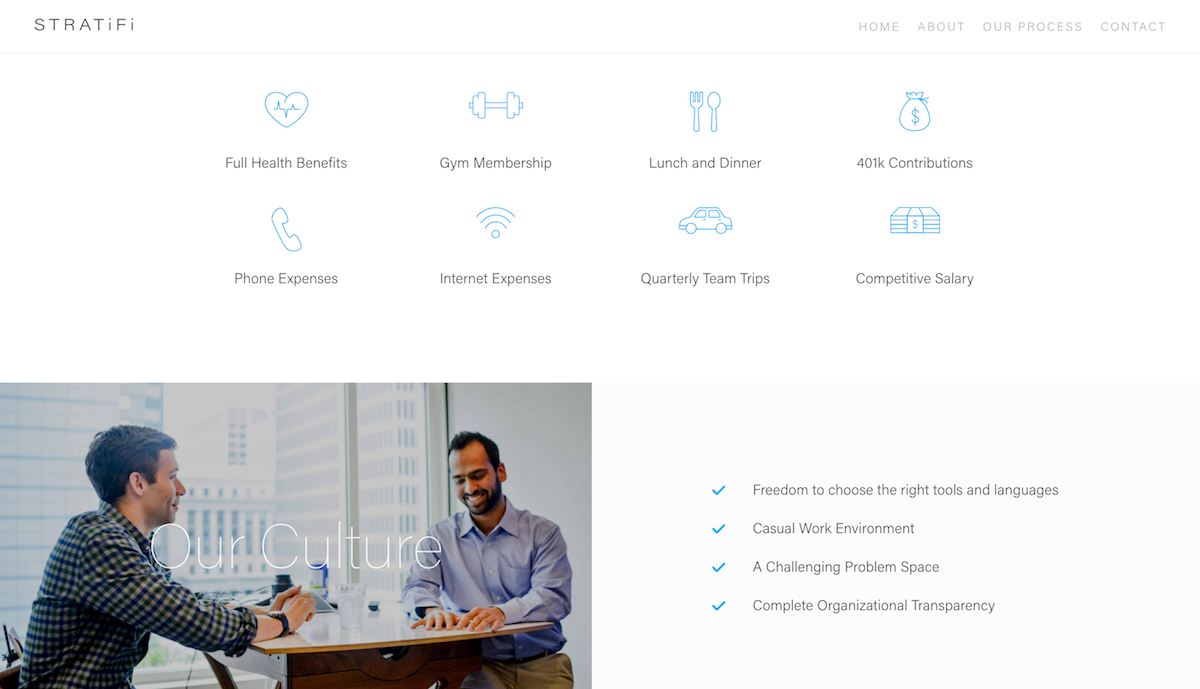 STRATiFi
HOME ABOUT OUR PROCESS CONTACT
$
Full Health Benefits
Gym Membership
Lunch and Dinner
401k Contributions
$
Phone Expenses
Internet Expenses
Quarterly Team Trips
Competitive Salary
Our Culture
Freedom to choose the right tools and languages
Casual Work Environment
A Challenging Problem Space
Complete Organizational Transparency